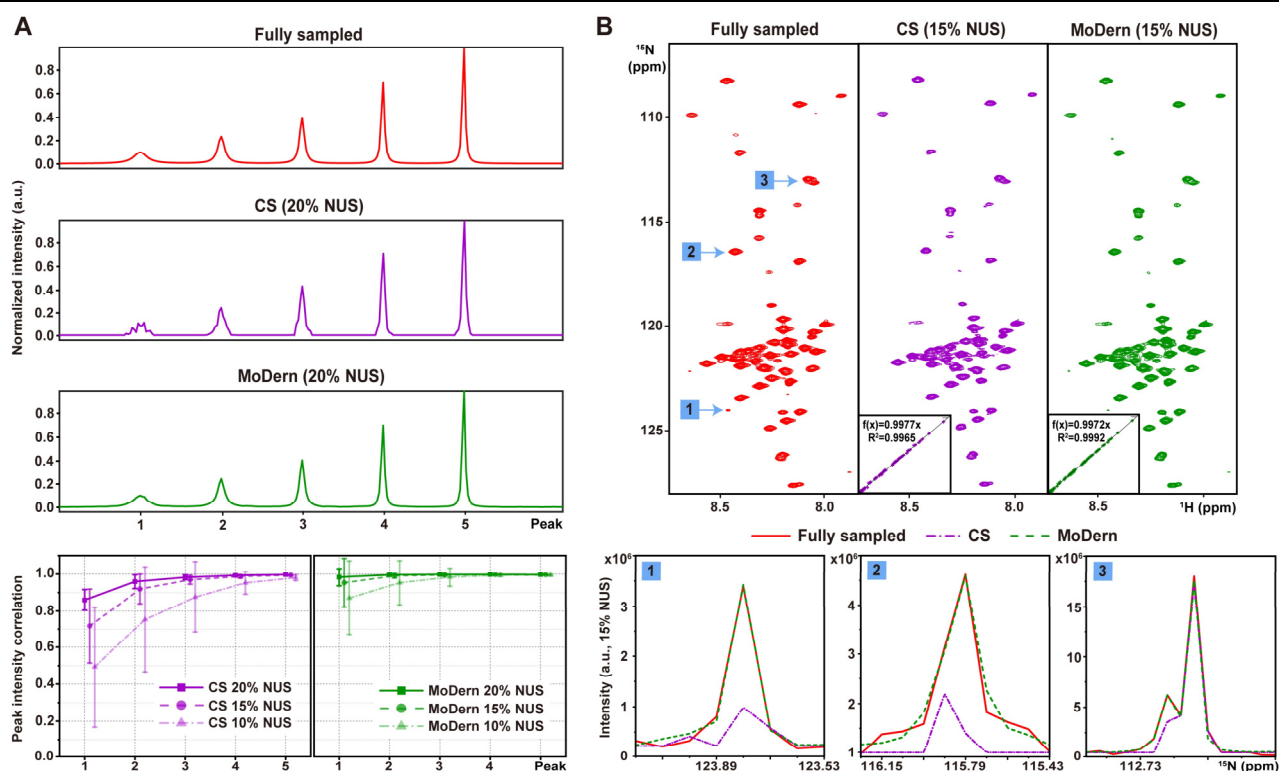 A
Fully sampled
0.8
0.6
0.4
0.2
0.0
CS (20% NUS)
0.8
0.6
0.4
0.2
0.0
Normalized intensity (a.u.)
MoDern (20% NUS)
0.8
0.6
0.4
0.2
0.0
1 2 3 4 5 Peak
1.0
0.8
0.6
0.4
0.2
0.0
Peak intensity correlation
CS 20% NUS
CS 15% NUS
CS 10% NUS
1 2 3 4 5
MoDern 20% NUS
MoDern 15% NUS
MoDern 10% NUS
1 2 3 4 Peak
B
Fully sampled CS (15% NUS) MoDern (15% NUS)
¹⁵N
(ppm)
110
115
120
125
3
2
1
f(x)=0.9977x
R²=0.9965
f(x)=0.9972x
R²=0.9992
8.5 8.0 8.5 8.0 8.5 ¹H (ppm)
Fully sampled CS MoDern
Intensity (a.u., 15% NUS)
×10⁶
1
3
2
1
0
123.89 123.53
×10⁶
2
4
3
2
1
116.15 115.79 115.43
×10⁶
3
15
10
5
0
112.73 ¹⁵N (ppm)